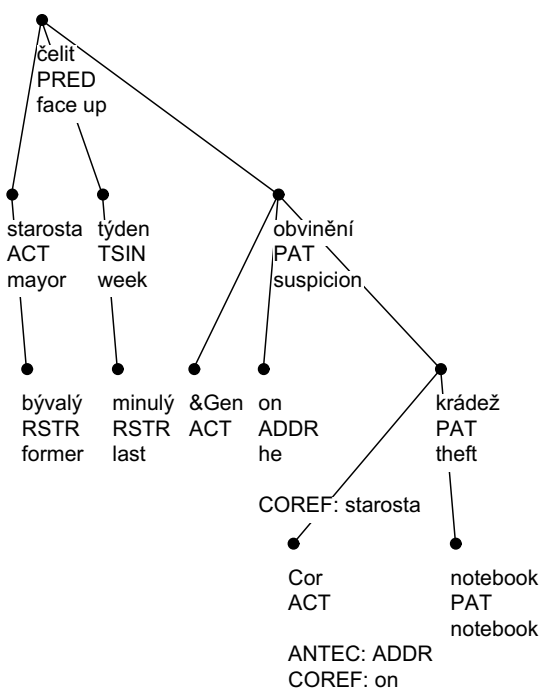 čelit
PRED
face up
starosta
ACT
mayor
týden
TSIN
week
obvinění
PAT
suspicion
bývalý
RSTR
former
minulý
RSTR
last
&Gen
ACT
on
ADDR
he
COREF: starosta
krádež
PAT
theft
Cor
ACT
ANTEC: ADDR
COREF: on
notebook
PAT
notebook